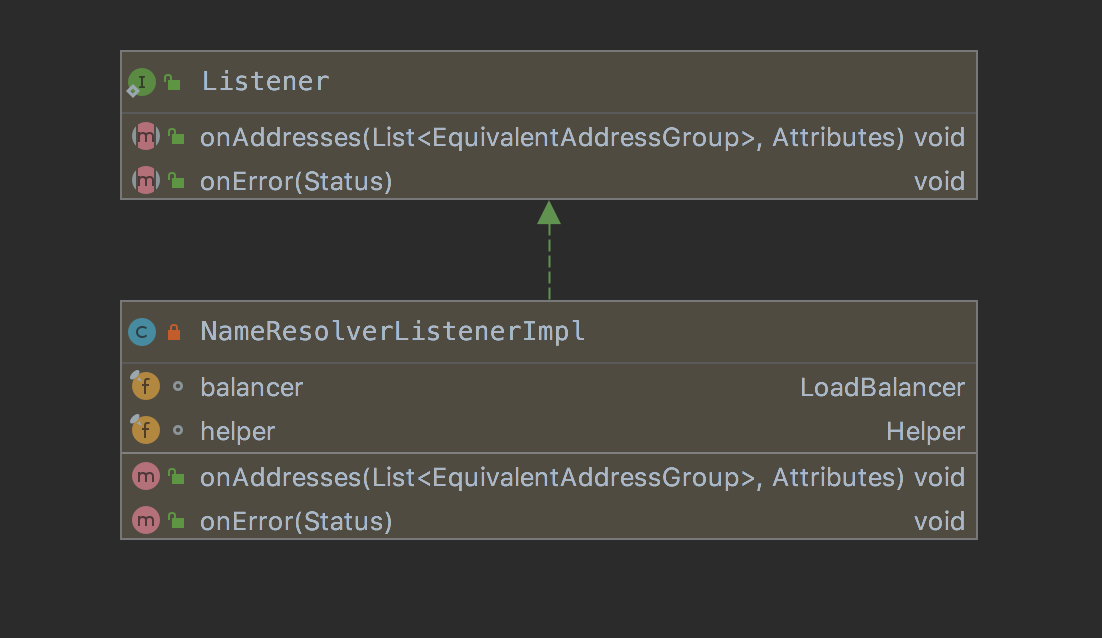 I Listener
m onAddresses(List<EquivalentAddressGroup>, Attributes) void
m onError(Status) void
C NameResolverListenerImpl
f balancer LoadBalancer
f helper Helper
m onAddresses(List<EquivalentAddressGroup>, Attributes) void
m onError(Status) void